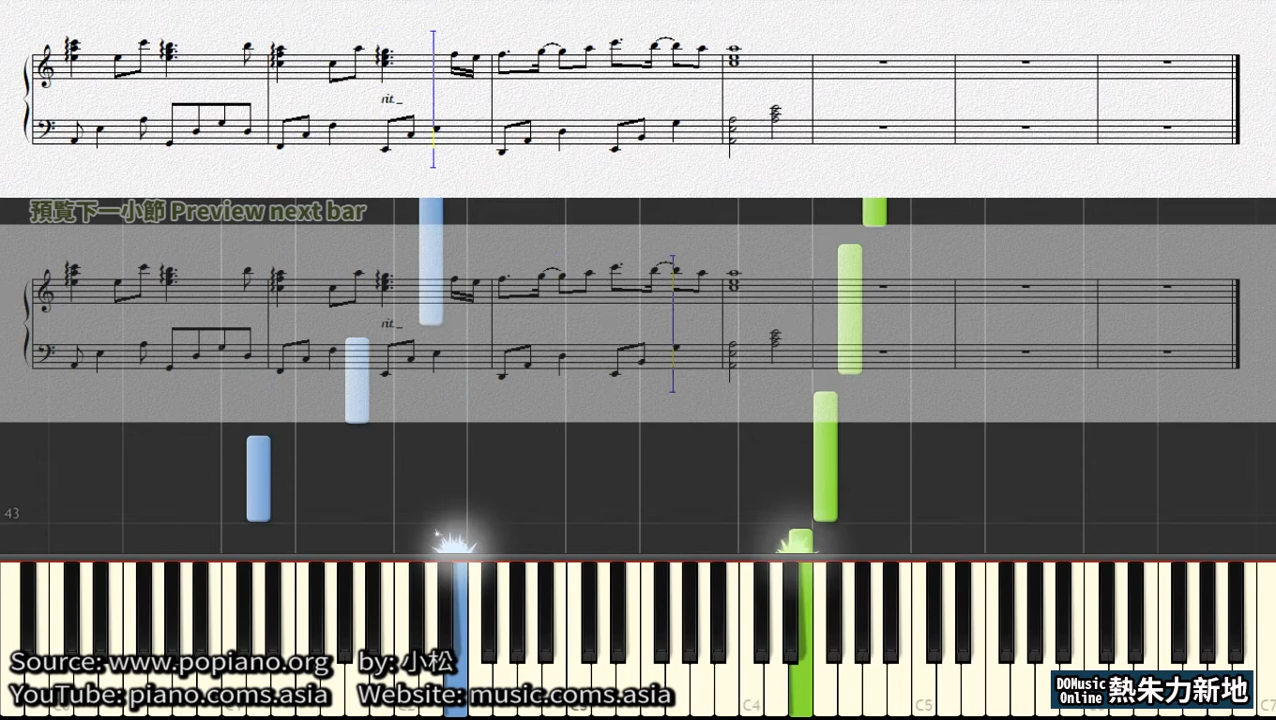 rit.
預覧下一小節 Preview next bar
rit.
43
Source: www.popiano.org by: 小松
YouTube: piano.coms.asia Website: music.coms.asia
DOMusic Online 熱朱力新地
C4 C5 C7